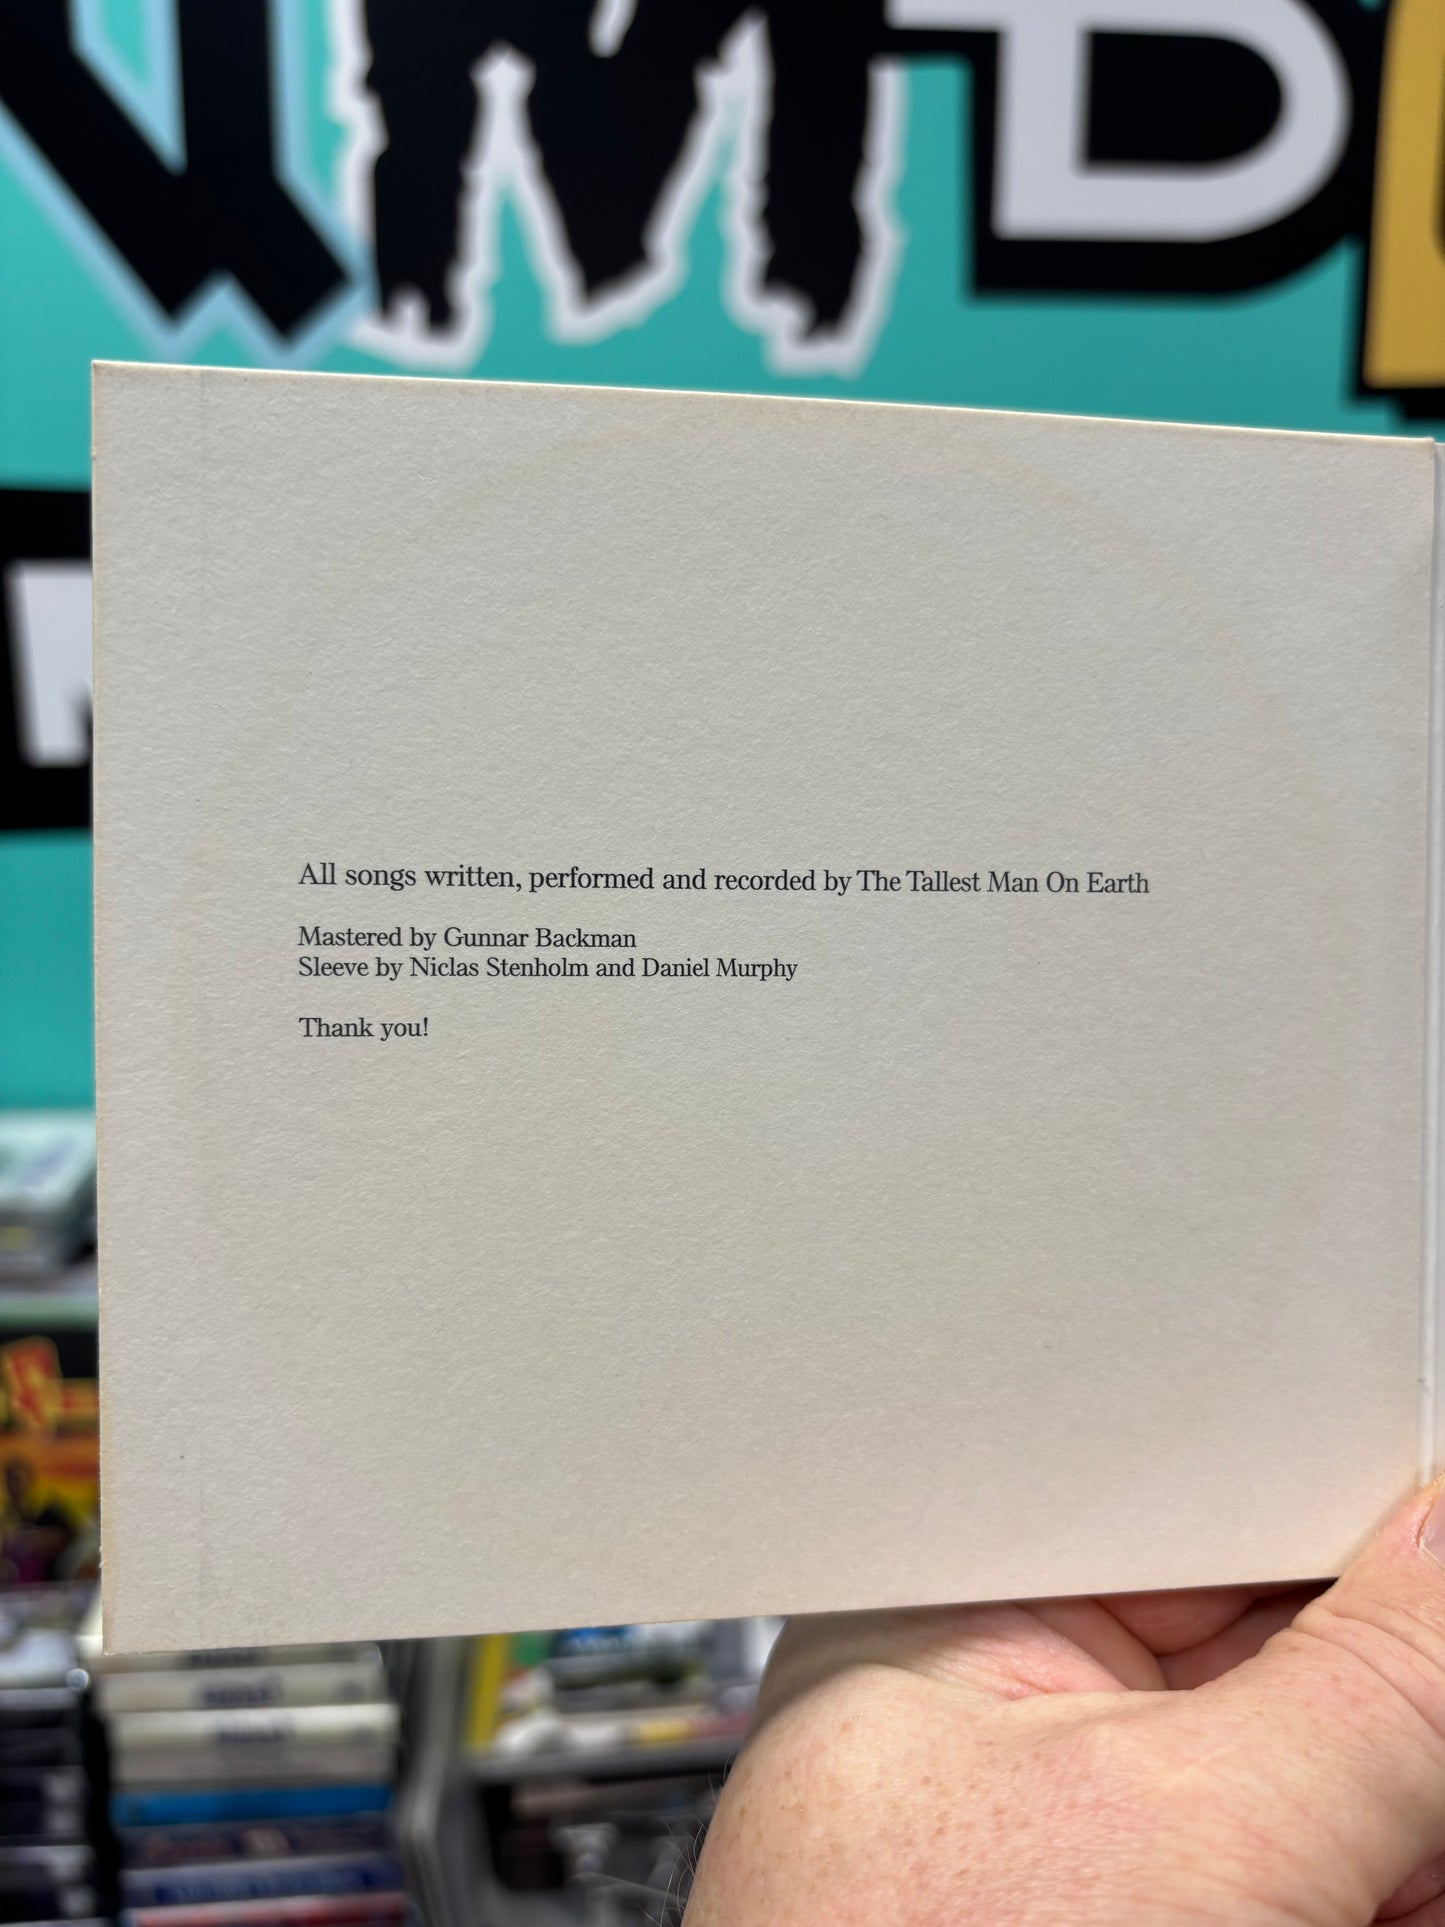 All songs written, performed and recorded by The Tallest Man On Earth
Mastered by Gunnar Backman
Sleeve by Niclas Stenholm and Daniel Murphy
Thank you!